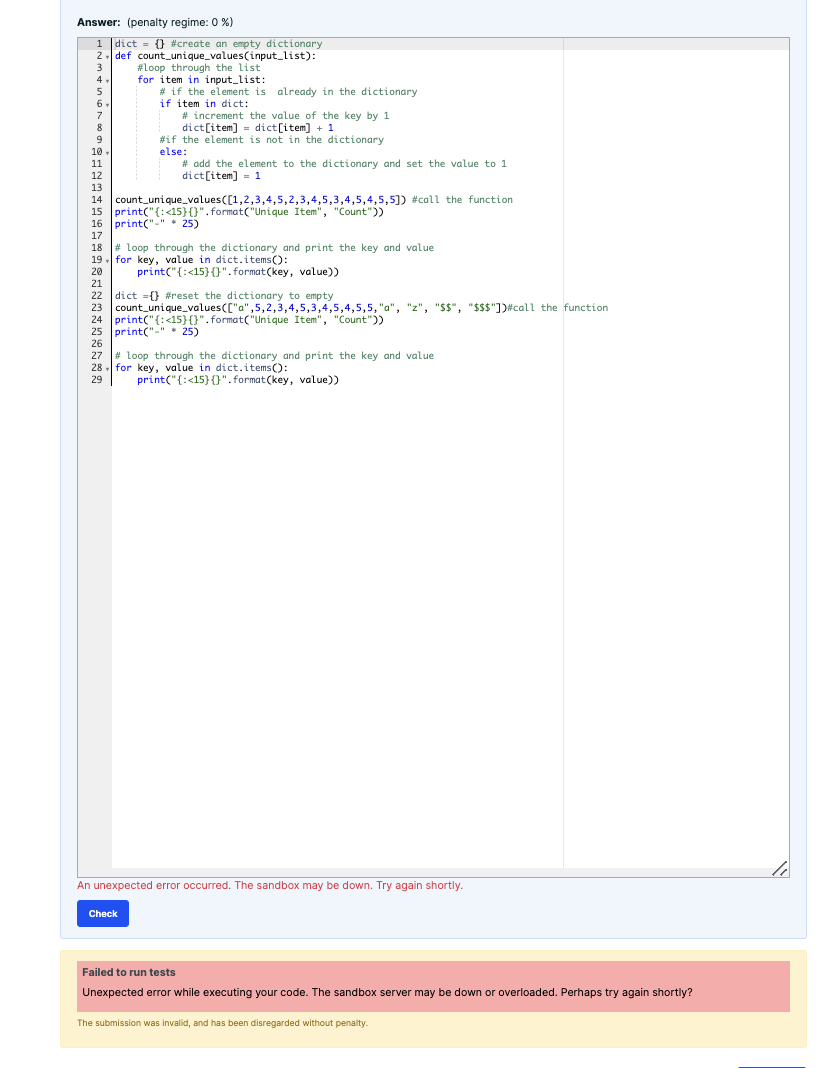 Answer: (penalty regime: 0 %)
1 dict = {} #create an empty dictionary
2 def count_unique_values(input_list):
3     #loop through the list
4     for item in input_list:
5         # if the element is  already in the dictionary
6         if item in dict:
7             # increment the value of the key by 1
8             dict[item] = dict[item] + 1
9         #if the element is not in the dictionary
10         else:
11             # add the element to the dictionary and set the value to 1
12             dict[item] = 1
13
14 count_unique_values([1,2,3,4,5,2,3,4,5,3,4,5,4,5,5]) #call the function
15 print("{:<15}{}".format("Unique Item", "Count"))
16 print("-" * 25)
17
18 # loop through the dictionary and print the key and value
19 for key, value in dict.items():
20     print("{:<15}{}".format(key, value))
21
22 dict ={} #reset the dictionary to empty
23 count_unique_values(["a",5,2,3,4,5,3,4,5,4,5,5,"a", "z", "$$", "$$$"])#call the function
24 print("{:<15}{}".format("Unique Item", "Count"))
25 print("-" * 25)
26
27 # loop through the dictionary and print the key and value
28 for key, value in dict.items():
29     print("{:<15}{}".format(key, value))
An unexpected error occurred. The sandbox may be down. Try again shortly.
Check
Failed to run tests
Unexpected error while executing your code. The sandbox server may be down or overloaded. Perhaps try again shortly?
The submission was invalid, and has been disregarded without penalty.